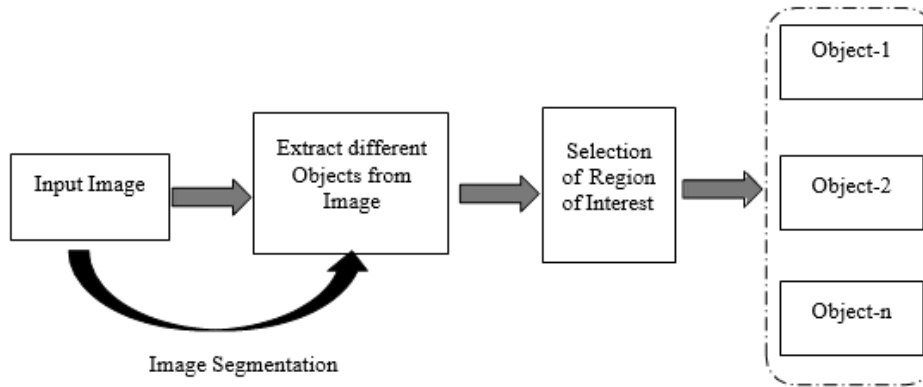 Input Image
Extract different
Objects from
Image
Selection
of Region
of Interest
Object-1
Object-2
Object-n
Image Segmentation